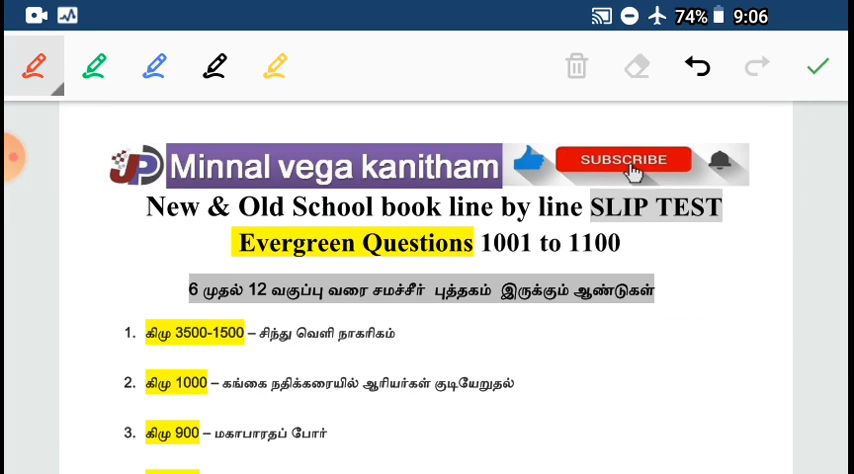 74% 9:06
JP Minnal vega kanitham SUBSCRIBE
New & Old School book line by line SLIP TEST
Evergreen Questions 1001 to 1100
6 முதல் 12 வகுப்பு வரை சமச்சீர் புத்தகம் இருக்கும் ஆண்டுகள்
1. கிமு 3500-1500 – சிந்து வெளி நாகரிகம்
2. கிமு 1000 – கங்கை நதிக்கரையில் ஆரியர்கள் குடியேறுதல்
3. கிமு 900 – மகாபாரதப் போர்